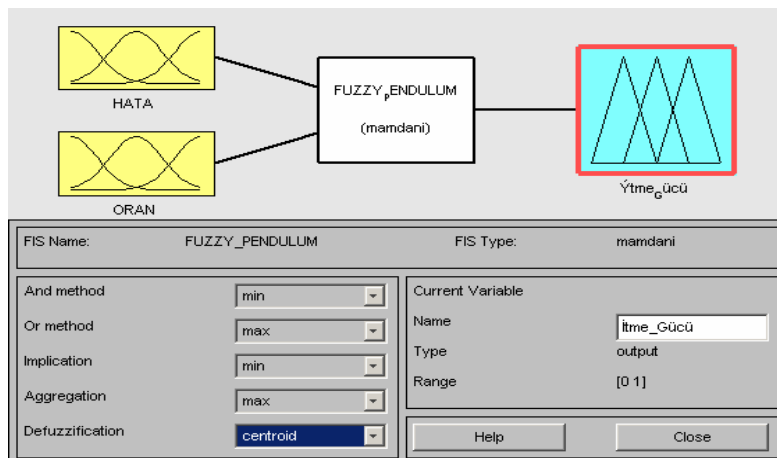 HATA
ORAN
FUZZY_PENDULUM
(mamdani)
Ýtme_Gücü
FIS Name: FUZZY_PENDULUM FIS Type: mamdani
And method min
Or method max
Implication min
Aggregation max
Defuzzification centroid
Current Variable
Name İtme_Gücü
Type output
Range [0 1]
Help Close